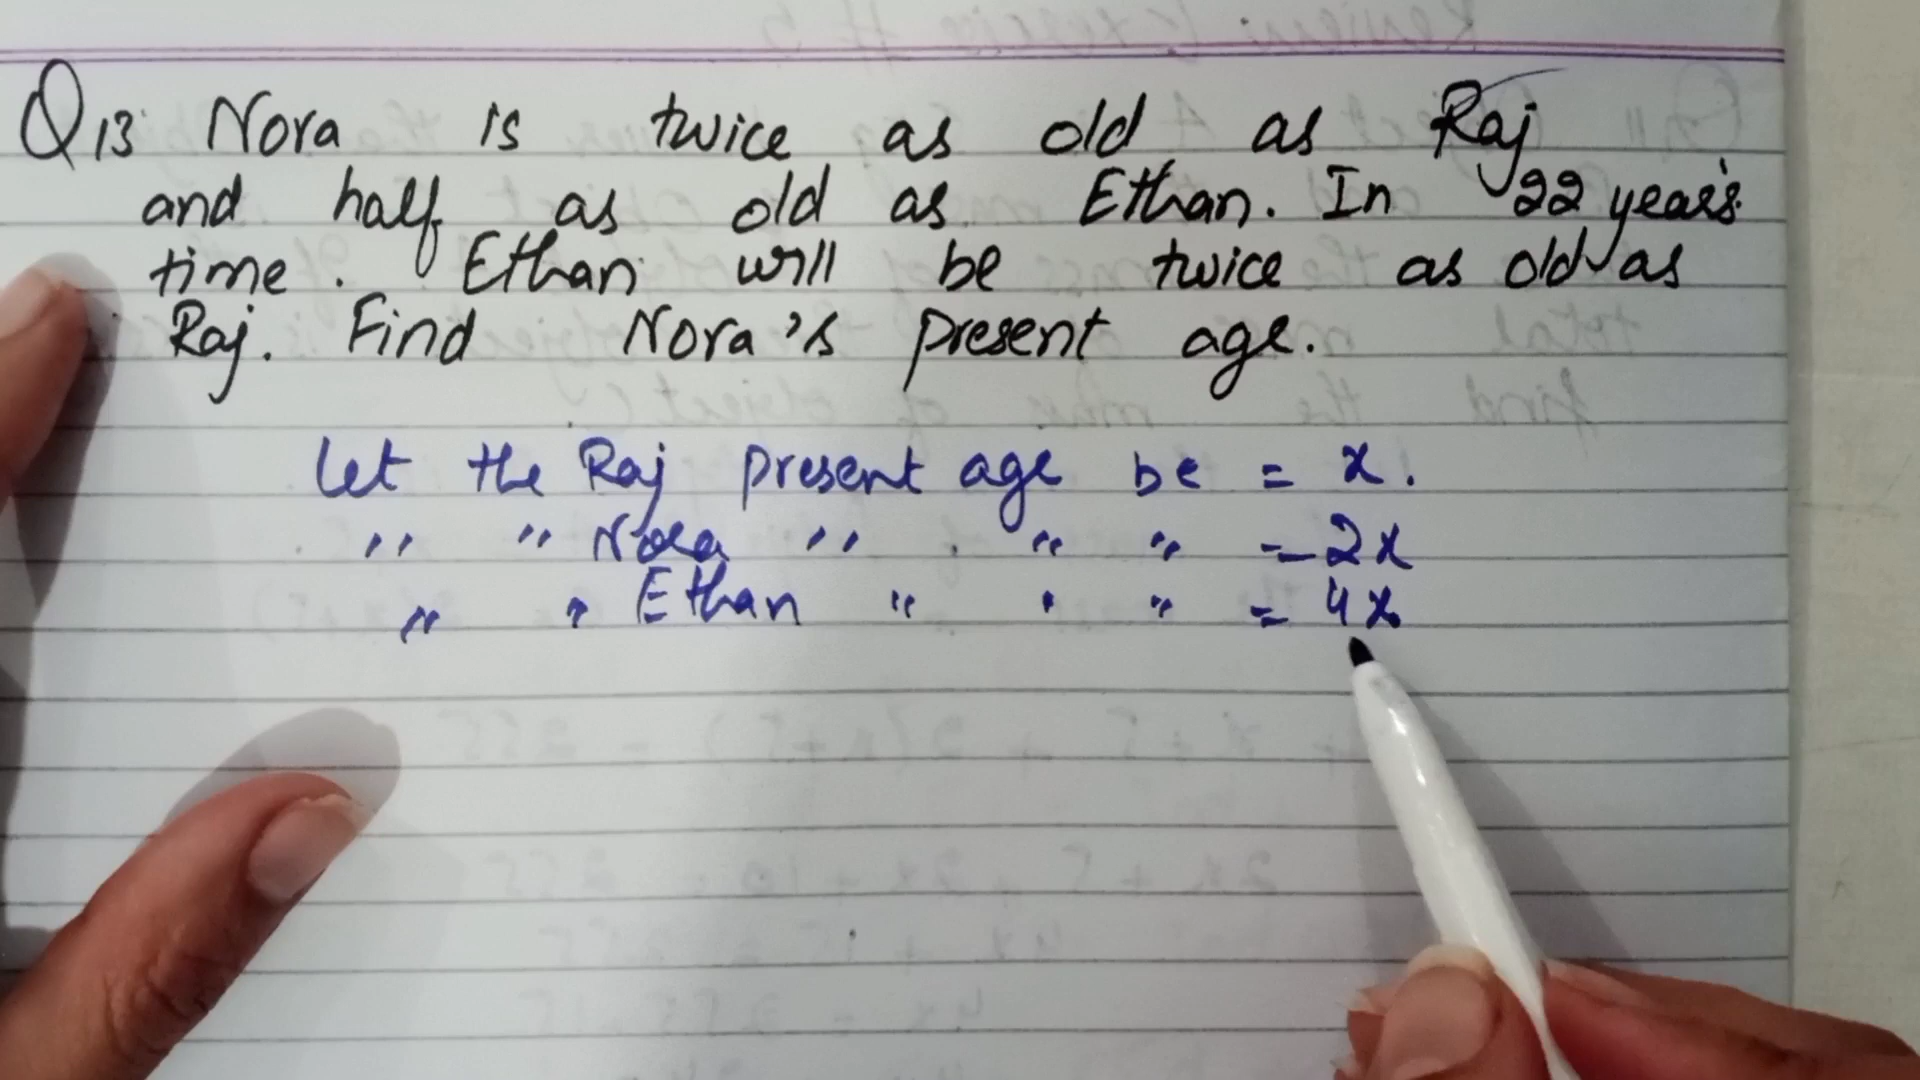 Q13 Nora is twice as old as Raj
and half as old as Ethan. In 22 years
time. Ethan will be twice as old as
Raj. Find Nora's present age.
Let the Raj present age be = x.
" " Nora " " " = 2x
" " Ethan " " " = 4x